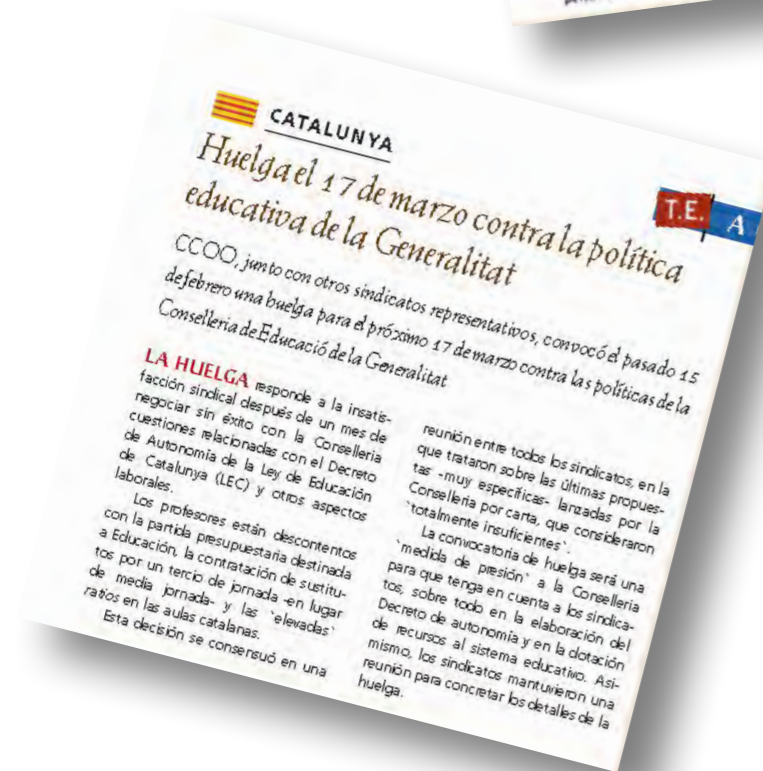 CATALUNYA
Huelga el 17 de marzo contra la política
educativa de la Generalitat
T.E. A
CCOO, junto con otros sindicatos representativos, convocó el pasado 15
de febrero una huelga para el próximo 17 de marzo contra las políticas de la
Conselleria de Educació de la Generalitat
LA HUELGA responde a la insatis-
facción sindical después de un mes de
negociar sin éxito con la Conselleria
cuestiones relacionadas con el Decreto
de Autonomía de la Ley de Educación
de Catalunya (LEC) y otros aspectos
laborales.
Los profesores están descontentos
con la partida presupuestaria destinada
a Educación, la contratación de sustitu-
tos por un tercio de jornada -en lugar
de media jornada- y las `elevadas`
ratios en las aulas catalanas.
Esta decisión se consensuó en una
reunión entre todos los sindicatos, en la
que trataron sobre las últimas propues-
tas -muy específicas- lanzadas por la
Conselleria por carta, que consideraron
`totalmente insuficientes`.
La convocatoria de huelga será una
`medida de presión` a la Conselleria
para que tenga en cuenta a los sindica-
tos, sobre todo en la elaboración del
Decreto de autonomía y en la dotación
de recursos al sistema educativo. Asi-
mismo, los sindicatos mantuvieron una
reunión para concretar los detalles de la
huelga.